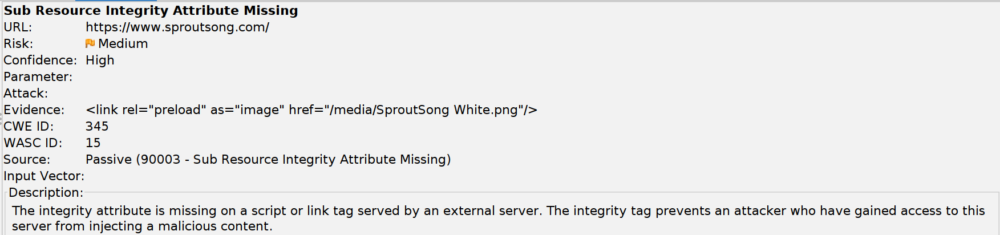 Sub Resource Integrity Attribute Missing
URL: https://www.sproutsong.com/
Risk: Medium
Confidence: High
Parameter:
Attack:
Evidence: <link rel="preload" as="image" href="/media/SproutSong White.png"/>
CWE ID: 345
WASC ID: 15
Source: Passive (90003 - Sub Resource Integrity Attribute Missing)
Input Vector:
Description:
The integrity attribute is missing on a script or link tag served by an external server. The integrity tag prevents an attacker who have gained access to this
server from injecting a malicious content.